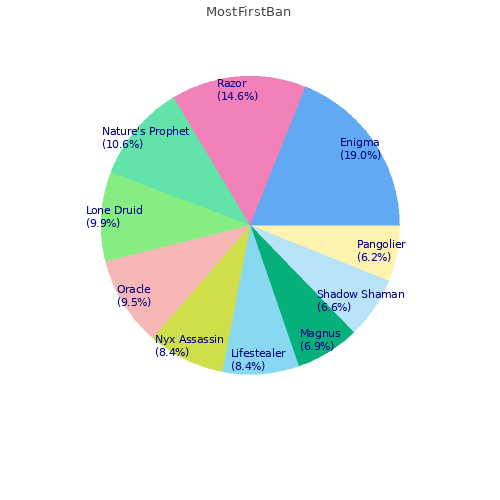 MostFirstBan
Razor
(14.6%)
Enigma
(19.0%)
Nature's Prophet
(10.6%)
Lone Druid
(9.9%)
Pangolier
(6.2%)
Oracle
(9.5%)
Shadow Shaman
(6.6%)
Nyx Assassin
(8.4%)
Magnus
(6.9%)
Lifestealer
(8.4%)